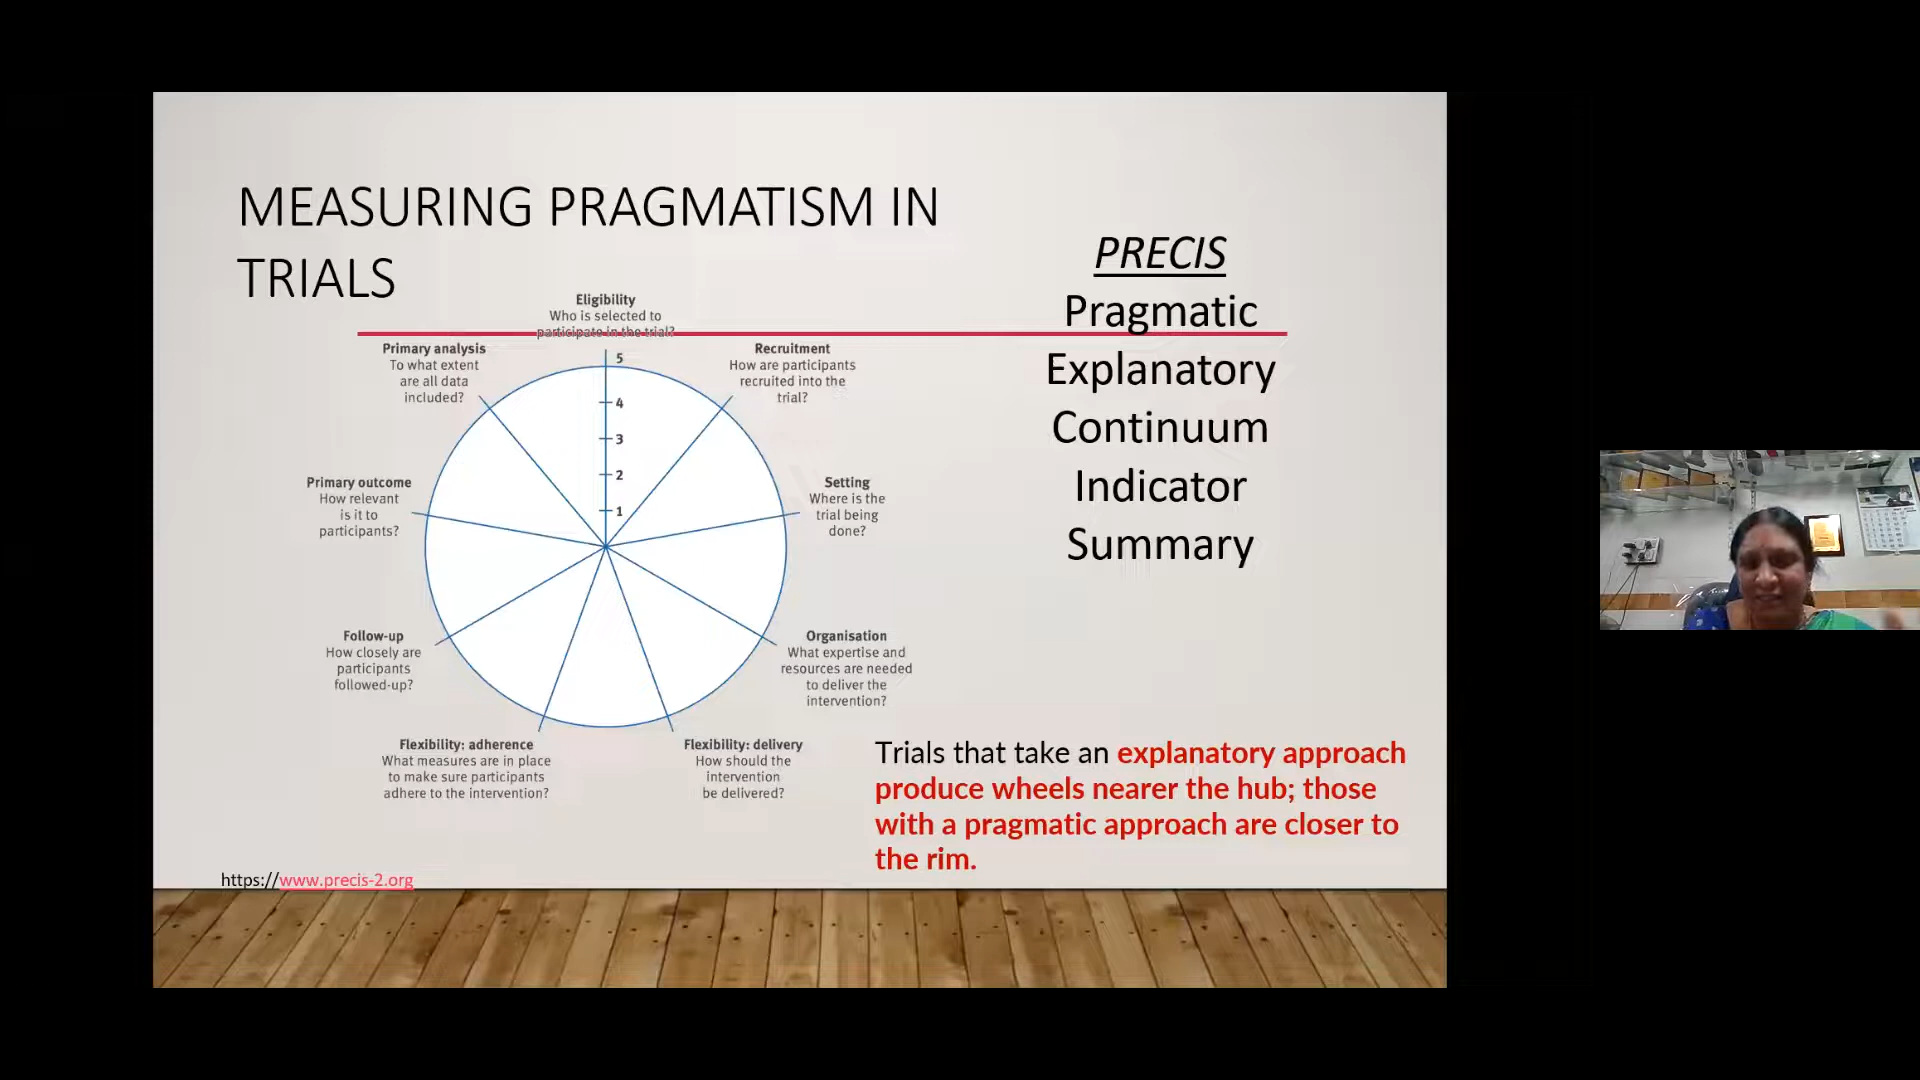 MEASURING PRAGMATISM IN
TRIALS
PRECIS
Pragmatic
Explanatory
Continuum
Indicator
Summary
Eligibility
Who is selected to
participate in the trial?
Recruitment
How are participants
recruited into the
trial?
Setting
Where is the
trial being
done?
Organisation
What expertise and
resources are needed
to deliver the
intervention?
Flexibility: delivery
How should the
intervention
be delivered?
Flexibility: adherence
What measures are in place
to make sure participants
adhere to the intervention?
Follow-up
How closely are
participants
followed-up?
Primary outcome
How relevant
is it to
participants?
Primary analysis
To what extent
are all data
included?
5
4
3
2
1
Trials that take an explanatory approach
produce wheels nearer the hub; those
with a pragmatic approach are closer to
the rim.
https://www.precis-2.org